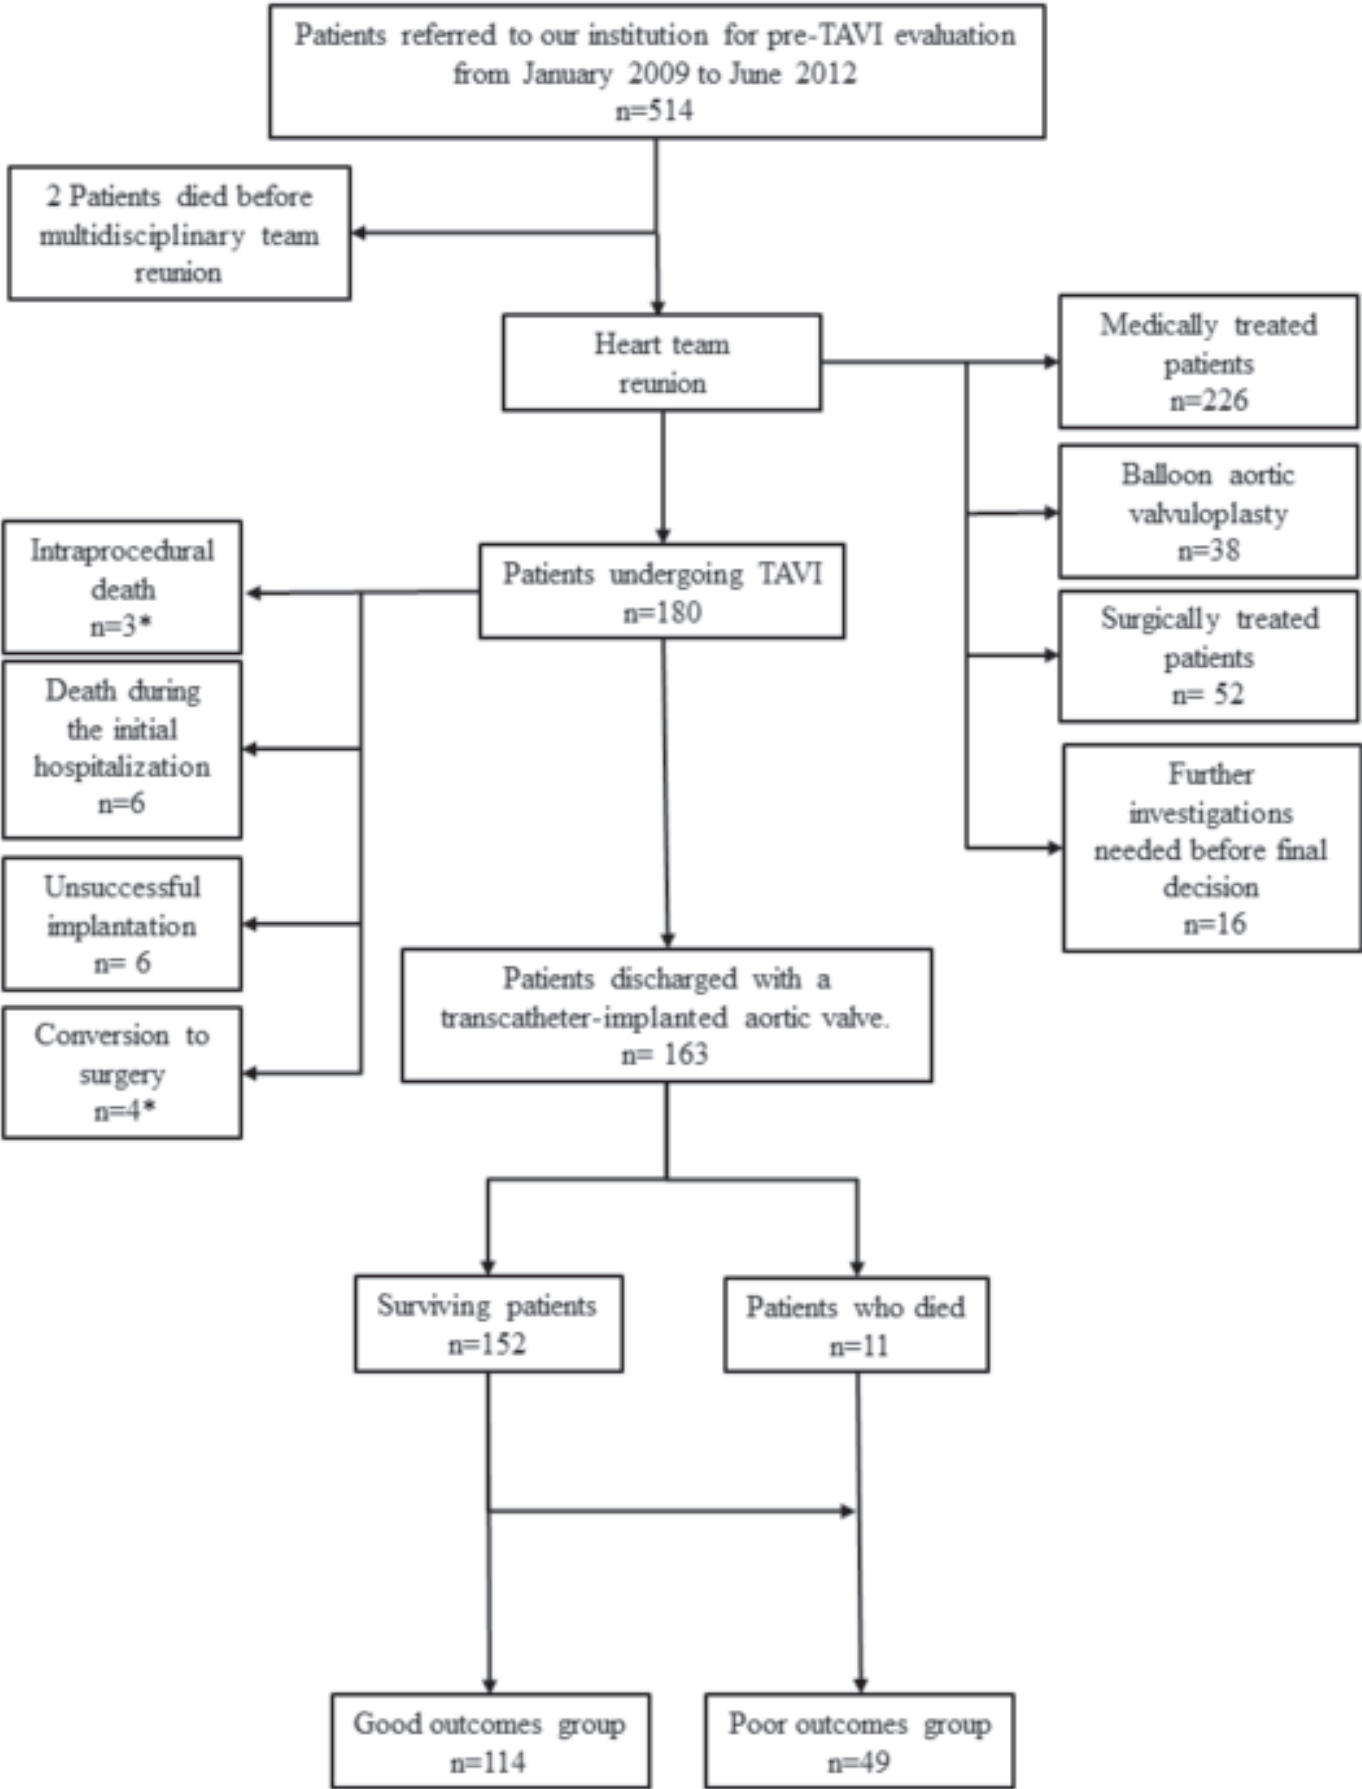 Patients referred to our institution for pre-TAVI evaluation
from January 2009 to June 2012
n=514
2 Patients died before
multidisciplinary team
reunion
Heart team
reunion
Medically treated
patients
n=226
Balloon aortic
valvuloplasty
n=38
Surgically treated
patients
n= 52
Further
investigations
needed before final
decision
n=16
Patients undergoing TAVI
n=180
Intraprocedural
death
n=3*
Death during
the initial
hospitalization
n=6
Unsuccessful
implantation
n= 6
Conversion to
surgery
n=4*
Patients discharged with a
transcatheter-implanted aortic valve.
n= 163
Surviving patients
n=152
Patients who died
n=11
Good outcomes group
n=114
Poor outcomes group
n=49